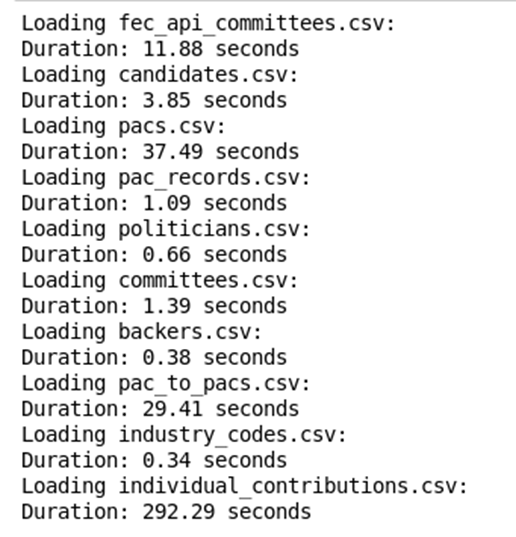 Loading fec_api_committees.csv:
Duration: 11.88 seconds
Loading candidates.csv:
Duration: 3.85 seconds
Loading pacs.csv:
Duration: 37.49 seconds
Loading pac_records.csv:
Duration: 1.09 seconds
Loading politicians.csv:
Duration: 0.66 seconds
Loading committees.csv:
Duration: 1.39 seconds
Loading backers.csv:
Duration: 0.38 seconds
Loading pac_to_pacs.csv:
Duration: 29.41 seconds
Loading industry_codes.csv:
Duration: 0.34 seconds
Loading individual_contributions.csv:
Duration: 292.29 seconds